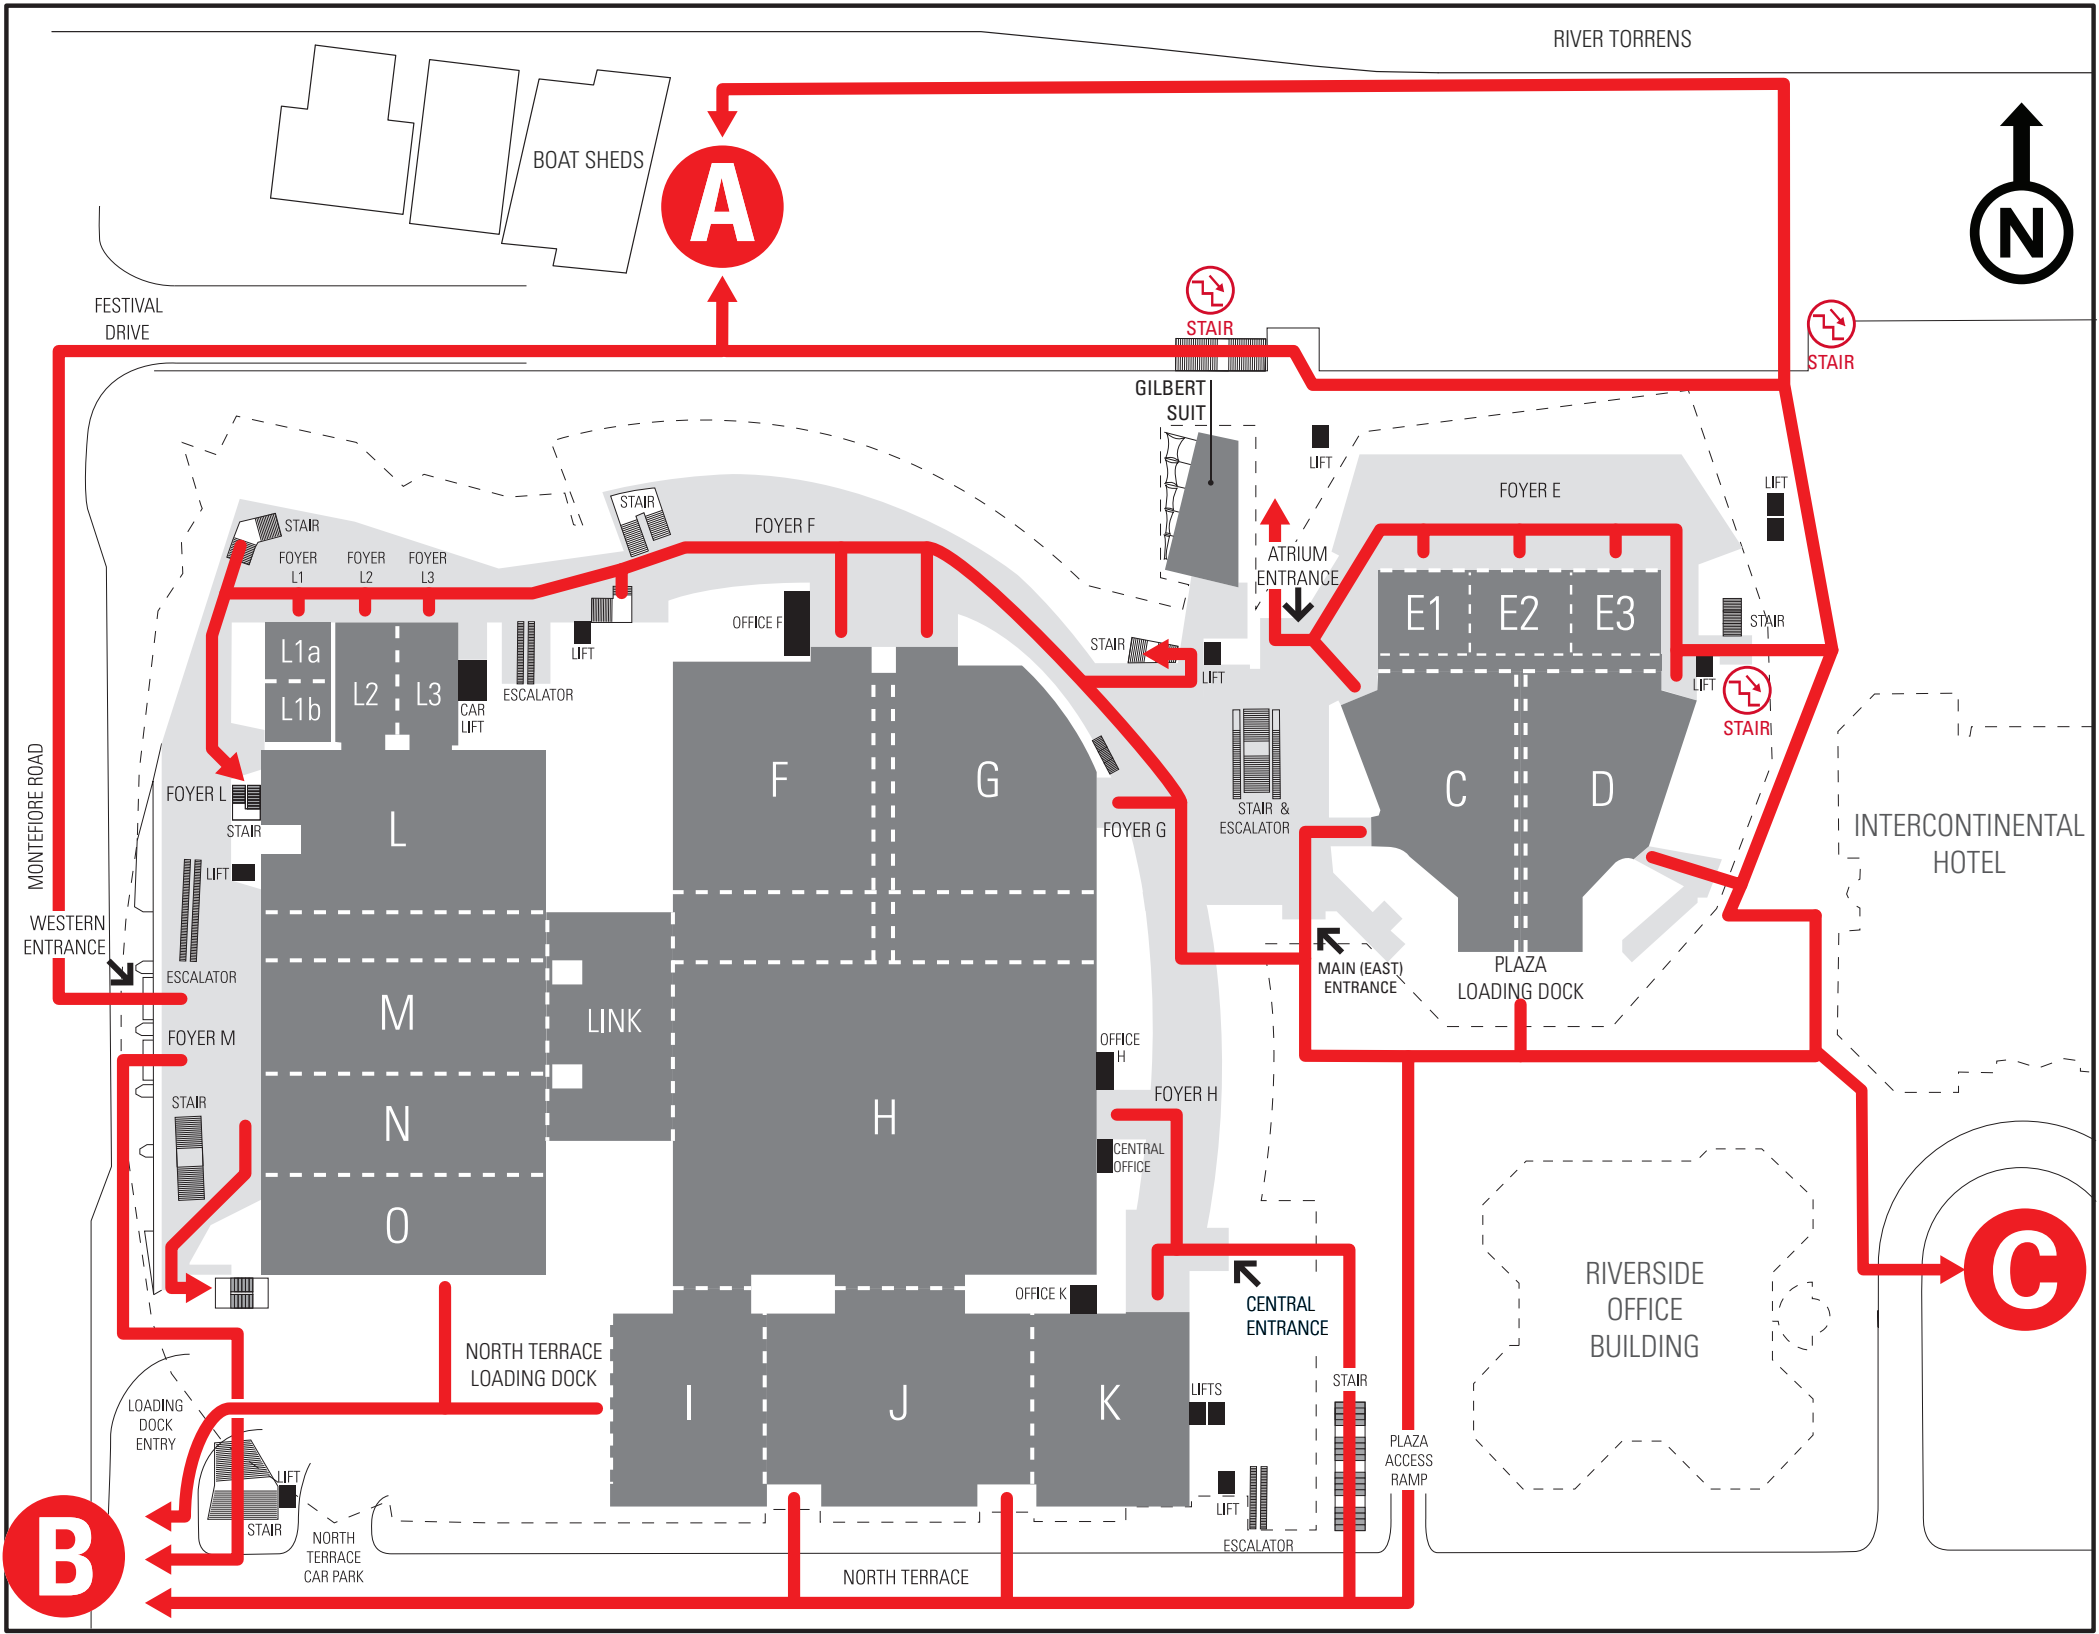 RIVER TORRENS
BOAT SHEDS
A
N
FESTIVAL
DRIVE
STAIR
STAIR
GILBERT
SUIT
LIFT
FOYER E
LIFT
STAIR
STAIR
FOYER F
FOYER
L1
FOYER
L2
FOYER
L3
ATRIUM
ENTRANCE
E1
E2
E3
STAIR
OFFICE F
LIFT
STAIR
LIFT
LIFT
STAIR
L1a
L1b
L2
L3
CAR
LIFT
ESCALATOR
MONTEFIORE ROAD
F
G
C
D
FOYER L
STAIR
L
STAIR &
ESCALATOR
FOYER G
INTERCONTINENTAL
HOTEL
LIFT
WESTERN
ENTRANCE
ESCALATOR
MAIN (EAST)
ENTRANCE
PLAZA
LOADING DOCK
M
LINK
FOYER M
OFFICE
H
FOYER H
STAIR
N
H
CENTRAL
OFFICE
O
OFFICE K
CENTRAL
ENTRANCE
RIVERSIDE
OFFICE
BUILDING
C
NORTH TERRACE
LOADING DOCK
STAIR
LOADING
DOCK
ENTRY
I
J
K
LIFTS
PLAZA
ACCESS
RAMP
LIFT
LIFT
STAIR
ESCALATOR
B
NORTH
TERRACE
CAR PARK
NORTH TERRACE